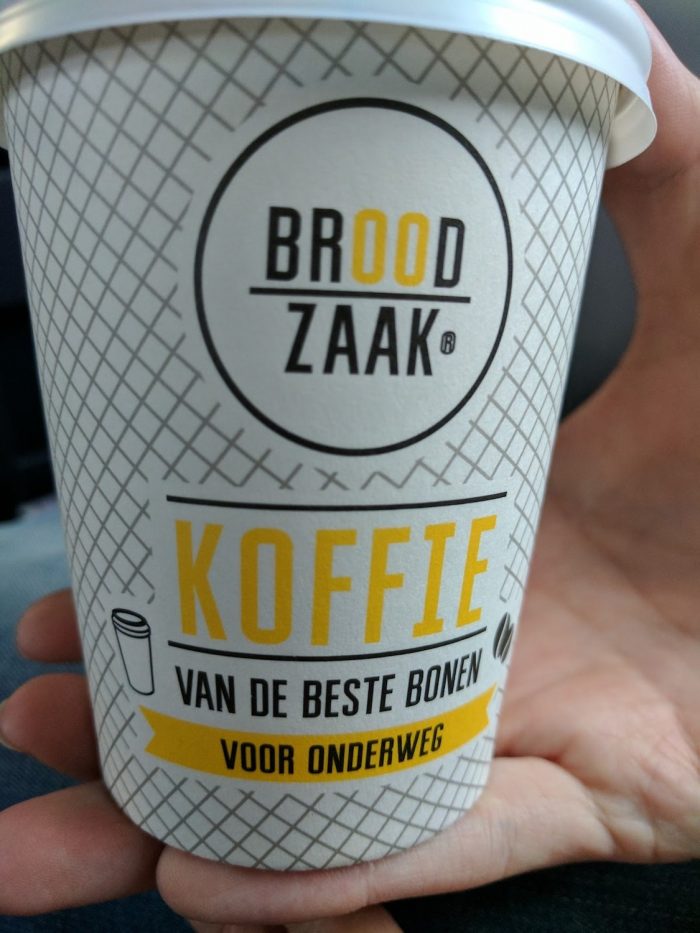 BROOD
ZAAK®
KOFFIE
VAN DE BESTE BONEN
VOOR ONDERWEG